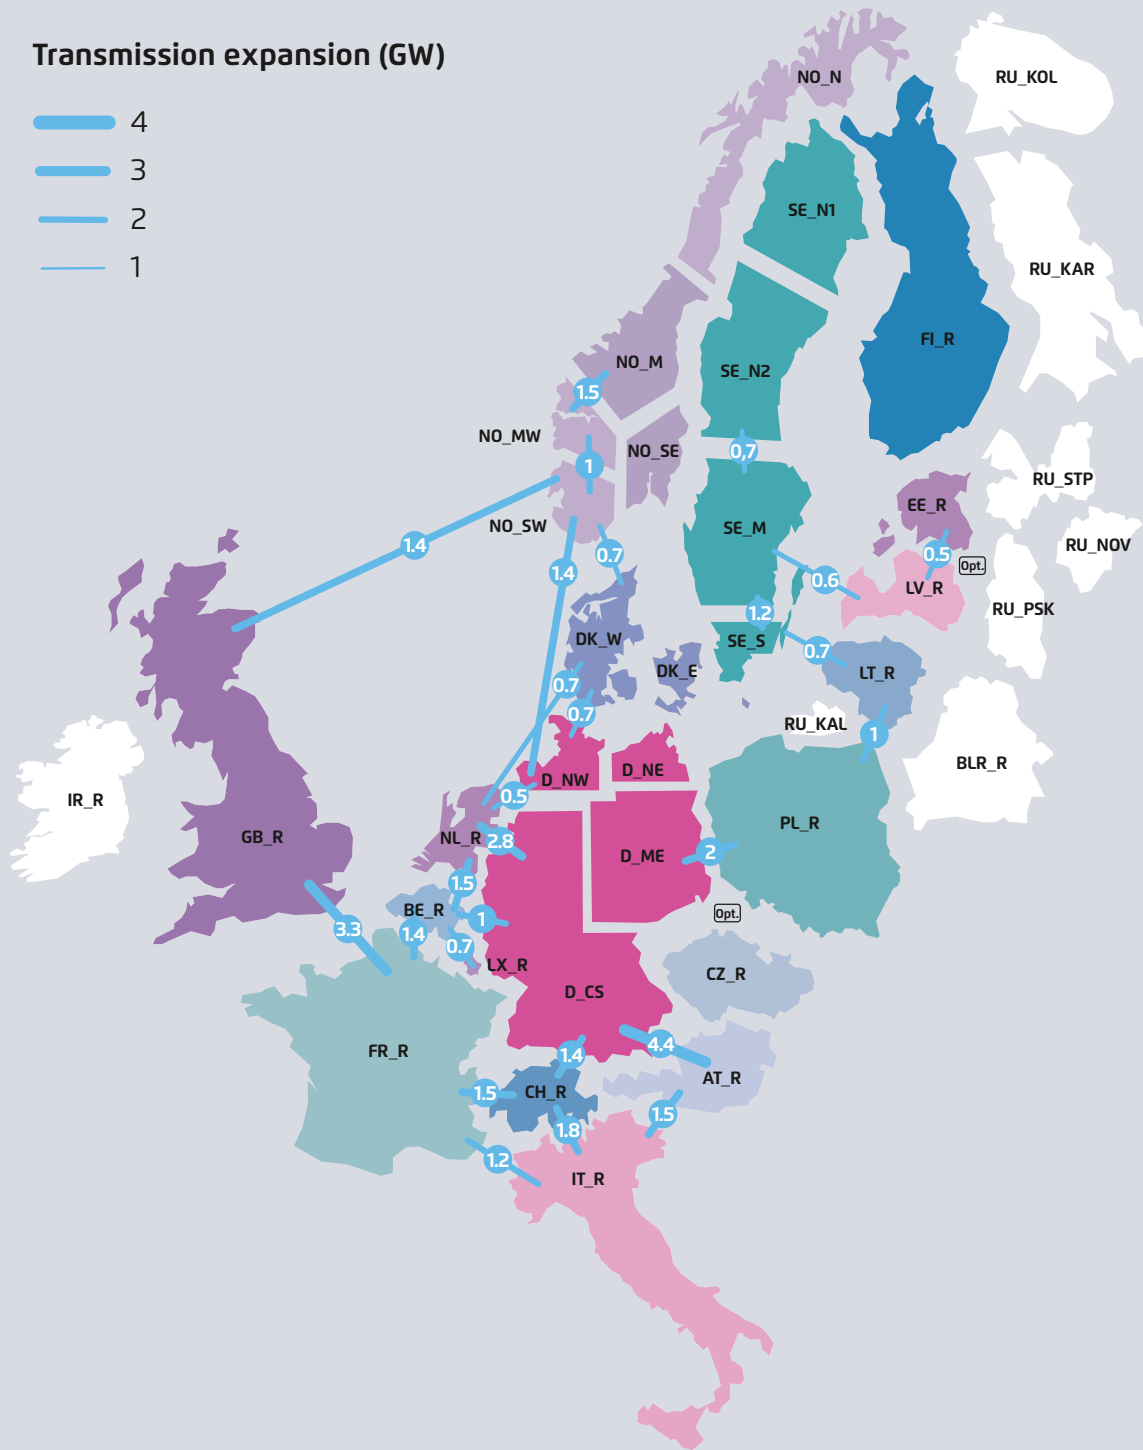 Transmission expansion (GW)
4
3
2
1
NO_N
RU_KOL
SE_N1
RU_KAR
FI_R
NO_M
SE_N2
1.5
NO_MW
NO_SE
0,7
1
RU_STP
EE_R
NO_SW
SE_M
1.4
0.7
0.5
RU_NOV
Opt.
1.4
0.6
LV_R
RU_PSK
1.2
DK_W
SE_S
0.7
DK_E
LT_R
0.7
0.7
RU_KAL
1
BLR_R
D_NW
D_NE
IR_R
0.5
GB_R
NL_R
2.8
PL_R
D_ME
2
1.5
BE_R
1
Opt.
3.3
1.4
0.7
LX_R
CZ_R
D_CS
FR_R
1.4
4.4
AT_R
1.5
CH_R
1.5
1.8
1.2
IT_R